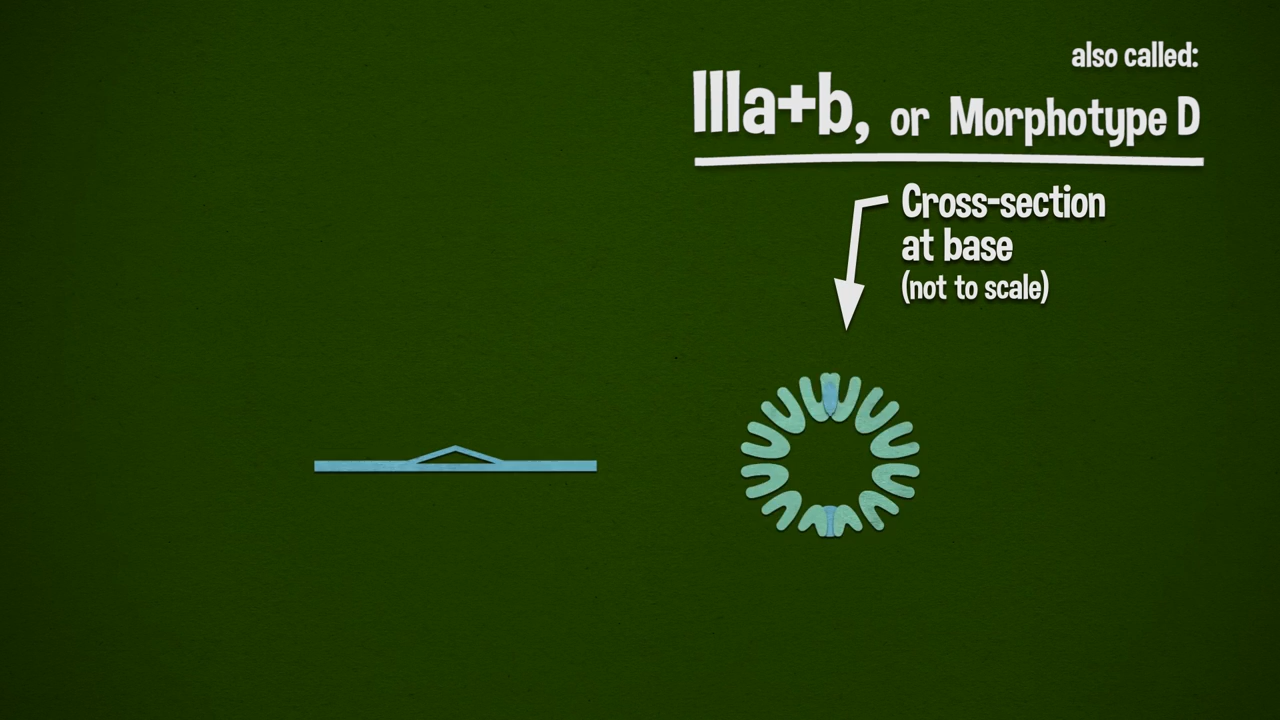 also called:
IIIa+b, or Morphotype D
Cross-section
at base
(not to scale)